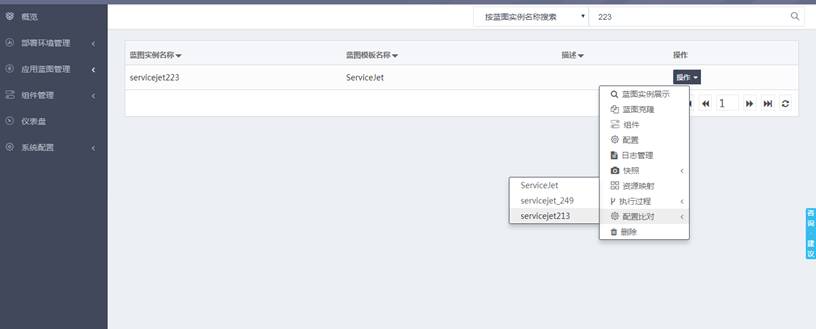 概览
部署环境管理
应用蓝图管理
组件管理
仪表盘
系统配置
按蓝图实例名称搜索
223
蓝图实例名称 蓝图模板名称 描述 操作
servicejet223 ServiceJet 操作
1
蓝图实例展示
蓝图克隆
组件
配置
日志管理
快照
资源映射
执行过程
配置比对
删除
ServiceJet
servicejet_249
servicejet213
咨询·建议